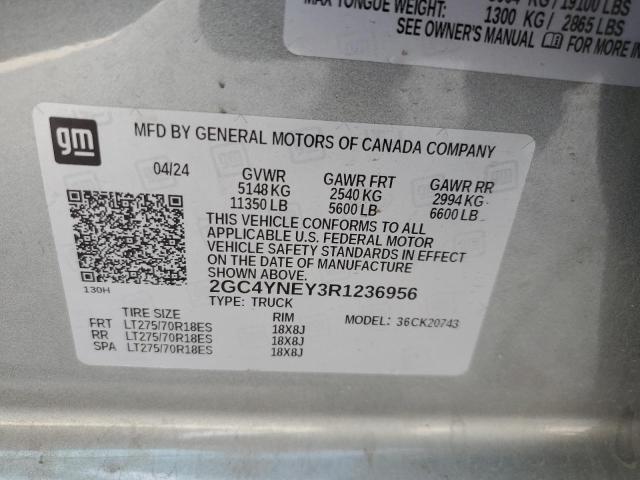 KG / 19100 LBS
MAX TONGUE WEIGHT: 1300 KG / 2865 LBS
SEE OWNER'S MANUAL FOR MORE IN
gm
MFD BY GENERAL MOTORS OF CANADA COMPANY
04/24 GVWR GAWR FRT GAWR RR
5148 KG 2540 KG 2994 KG
11350 LB 5600 LB 6600 LB
THIS VEHICLE CONFORMS TO ALL
APPLICABLE U.S. FEDERAL MOTOR
VEHICLE SAFETY STANDARDS IN EFFECT
ON THE DATE OF MANUFACTURE
SHOWN ABOVE.
130H
2GC4YNEY3R1236956
TYPE: TRUCK
TIRE SIZE RIM MODEL: 36CK20743
FRT LT275/70R18ES 18X8J
RR LT275/70R18ES 18X8J
SPA LT275/70R18ES 18X8J